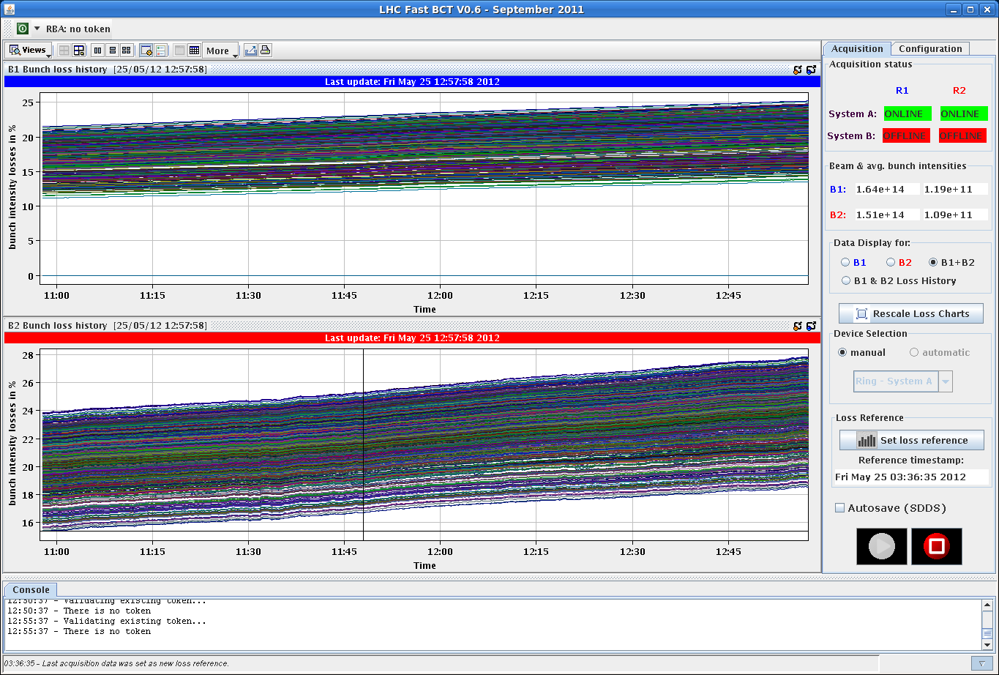 LHC Fast BCT V0.6 - September 2011
RBA: no token
Views More
B1 Bunch loss history [25/05/12 12:57:58]
Last update: Fri May 25 12:57:58 2012
bunch intensity losses in %
25
20
15
10
5
0
11:00 11:15 11:30 11:45 12:00 12:15 12:30 12:45
Time
B2 Bunch loss history [25/05/12 12:57:58]
Last update: Fri May 25 12:57:58 2012
bunch intensity losses in %
28
26
24
22
20
18
16
11:00 11:15 11:30 11:45 12:00 12:15 12:30 12:45
Time
Acquisition Configuration
Acquisition status
R1 R2
System A: ONLINE ONLINE
System B: OFFLINE OFFLINE
Beam & avg. bunch intensities
B1: 1.64e+14 1.19e+11
B2: 1.51e+14 1.09e+11
Data Display for:
B1 B2 B1+B2
B1 & B2 Loss History
Rescale Loss Charts
Device Selection
manual automatic
Ring - System A
Loss Reference
Set loss reference
Reference timestamp:
Fri May 25 03:36:35 2012
Autosave (SDDS)
Console
12:50:37 - Validating existing token...
12:50:37 - There is no token
12:55:37 - Validating existing token...
12:55:37 - There is no token
03:36:35 - Last acquisition data was set as new loss reference.